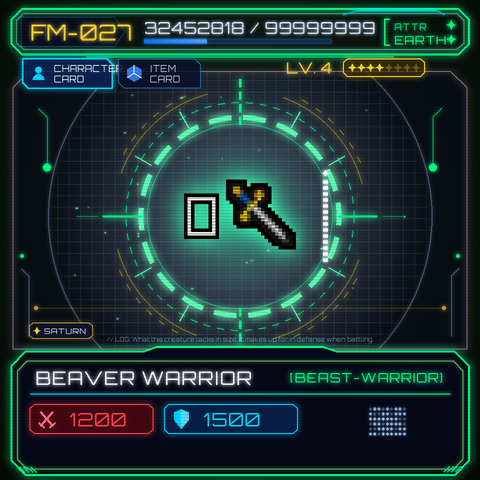 FM-027
32452818 / 99999999
ATTR
EARTH
CHARACTER
CARD
ITEM
CARD
LV.4
SATURN
// LOG: What this creature lacks in size, it makes up for in defense when battling
BEAVER WARRIOR
[BEAST-WARRIOR]
1200
1500